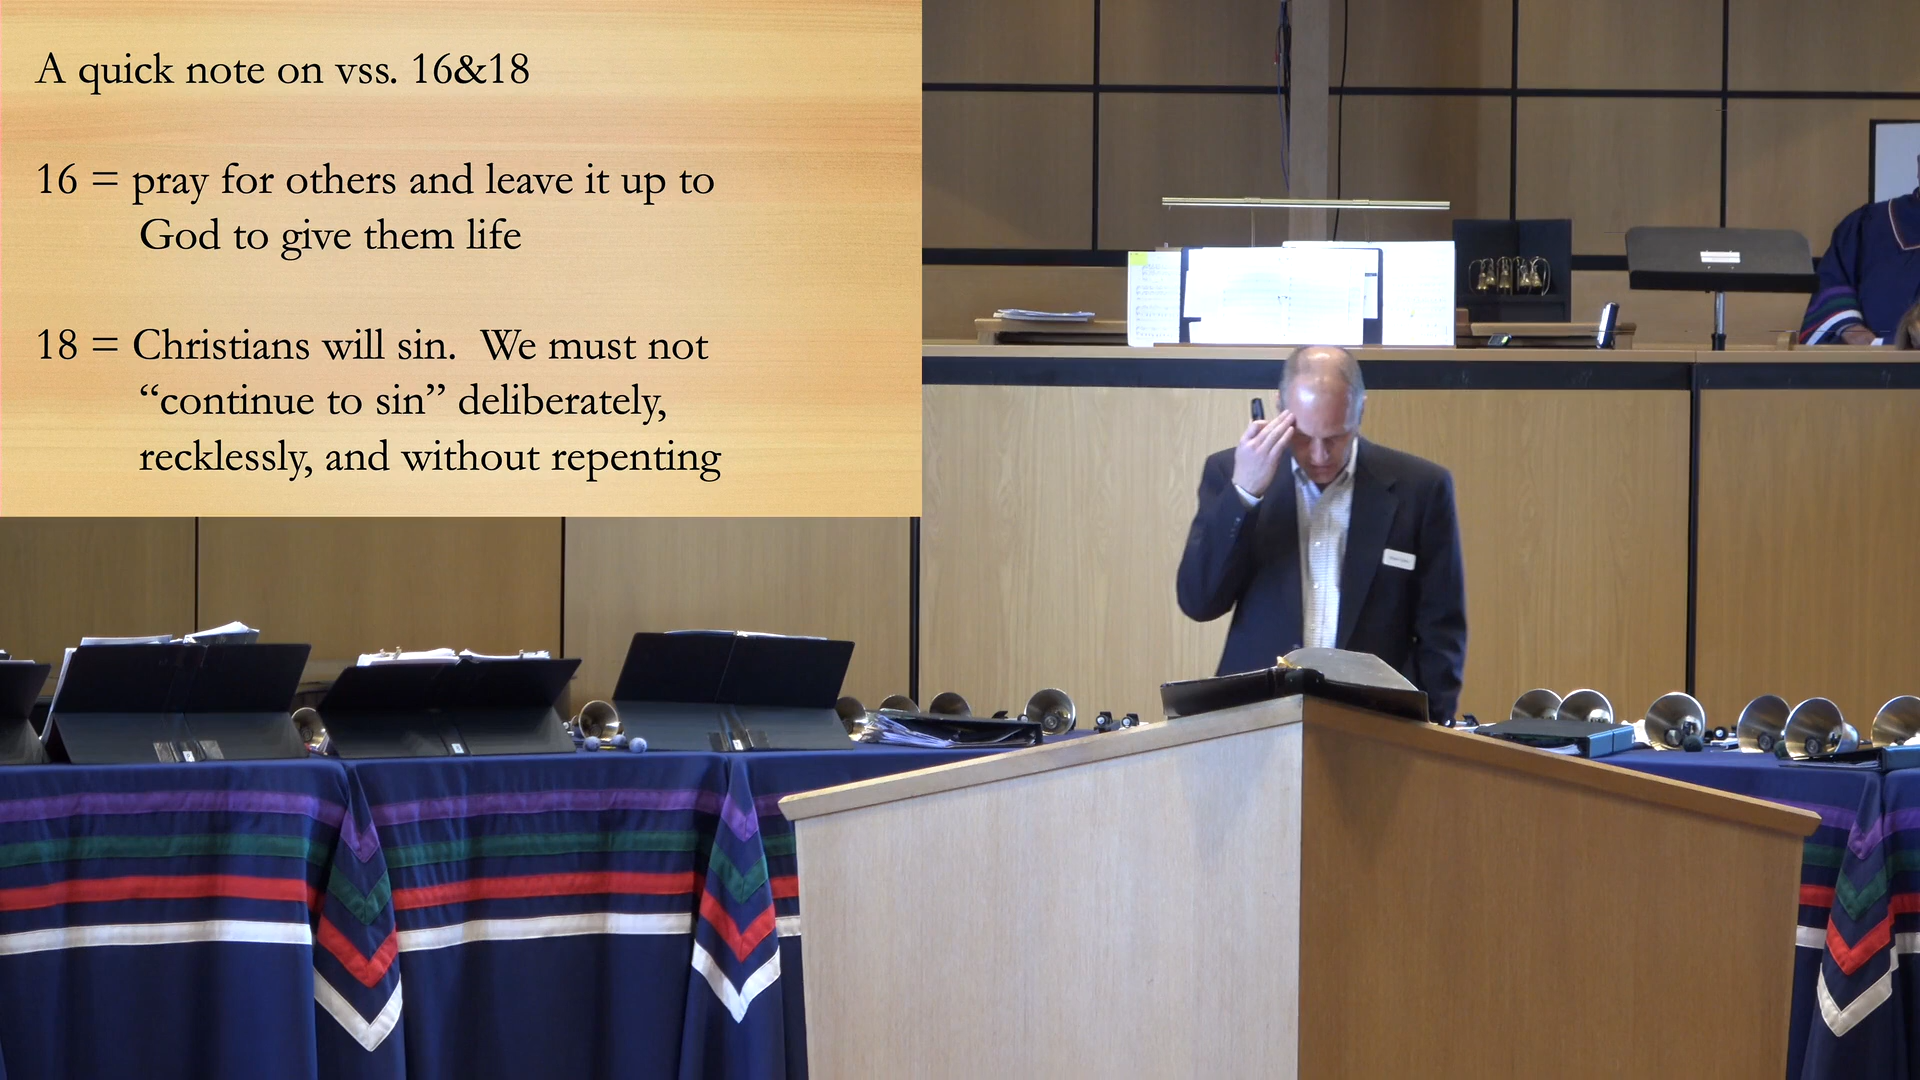 A quick note on vss. 16&18
16 = pray for others and leave it up to
God to give them life
18 = Christians will sin. We must not
“continue to sin” deliberately,
recklessly, and without repenting